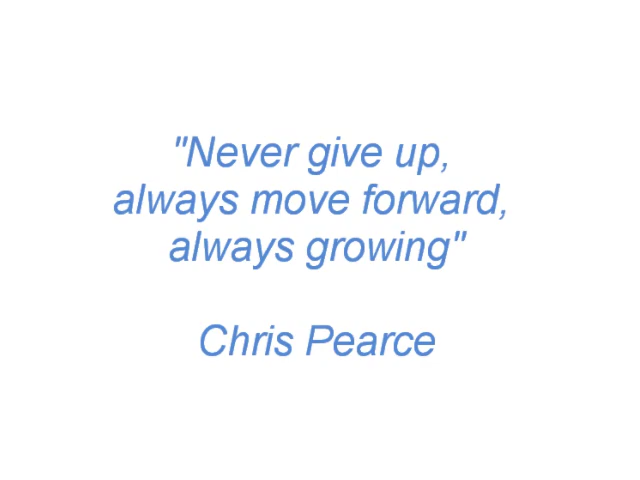 "Never give up,
always move forward,
always growing"
Chris Pearce